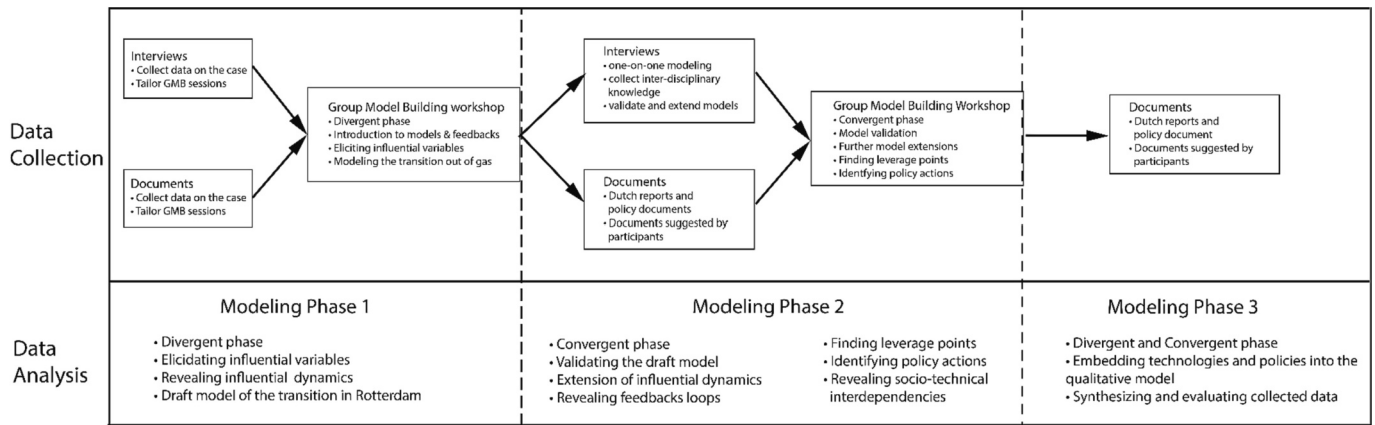 Data
Collection
Interviews
• Collect data on the case
• Tailor GMB sessions
Documents
• Collect data on the case
• Tailor GMB sessions
Group Model Building workshop
• Divergent phase
• Introduction to models & feedbacks
• Eliciting influential variables
• Modeling the transition out of gas
Interviews
• one-on-one modeling
• collect inter-disciplinary
knowledge
• validate and extend models
Documents
• Dutch reports and
policy documents
• Documents suggested by
participants
Group Model Building Workshop
• Convergent phase
• Model validation
• Further model extensions
• Finding leverage points
• Identfying policy actions
Documents
• Dutch reports and
policy document
• Documents suggested by
participants
Data
Analysis
Modeling Phase 1
• Divergent phase
• Elicidating influential variables
• Revealing influential dynamics
• Draft model of the transition in Rotterdam
Modeling Phase 2
• Convergent phase
• Validating the draft model
• Extension of influential dynamics
• Revealing feedbacks loops
• Finding leverage points
• Identifying policy actions
• Revealing socio-technical
interdependencies
Modeling Phase 3
• Divergent and Convergent phase
• Embedding technologies and policies into the
qualitative model
• Synthesizing and evaluating collected data